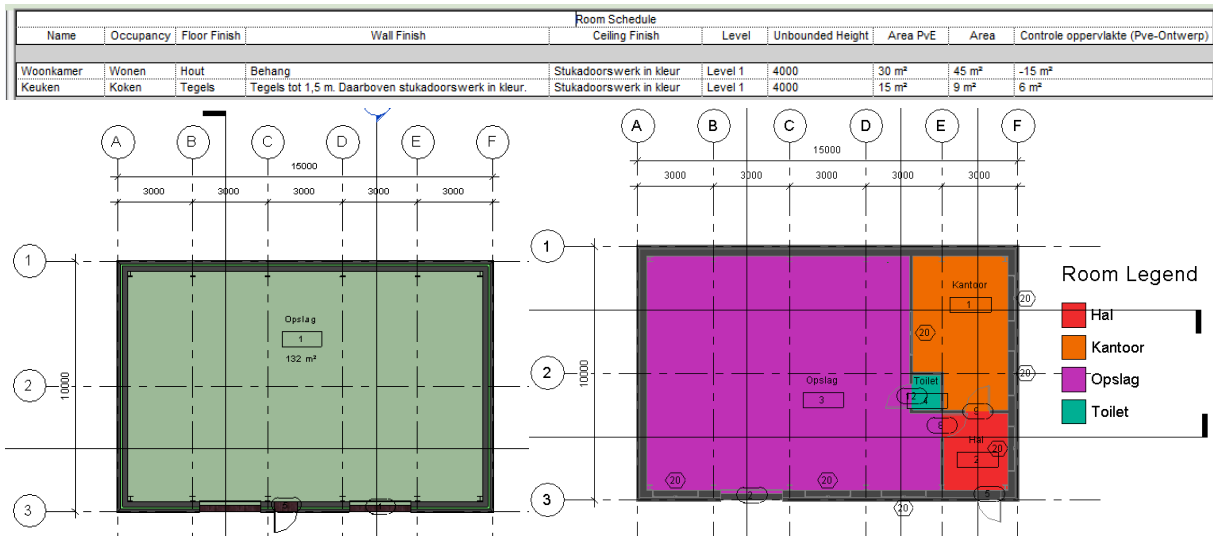 Room Schedule
Name Occupancy Floor Finish Wall Finish Ceiling Finish Level Unbounded Height Area PvE Area Controle oppervlakte (Pve-Ontwerp)
Woonkamer Wonen Hout Behang Stukadoorswerk in kleur Level 1 4000 30 m² 45 m² -15 m²
Keuken Koken Tegels Tegels tot 1,5 m. Daarboven stukadoorswerk in kleur. Stukadoorswerk in kleur Level 1 4000 15 m² 9 m² 6 m²
A B C D E F
15000
3000 3000 3000 3000 3000
1
Opslag
1
132 m²
2
10000
3
A B C D E F
15000
3000 3000 3000 3000 3000
1
Kantoor
1
20
20
2
20
Opslag
3
Toilet
4
12
10000
9
8
Hal
2
20
20
2
20
3
5
20
Room Legend
Hal
Kantoor
Opslag
Toilet